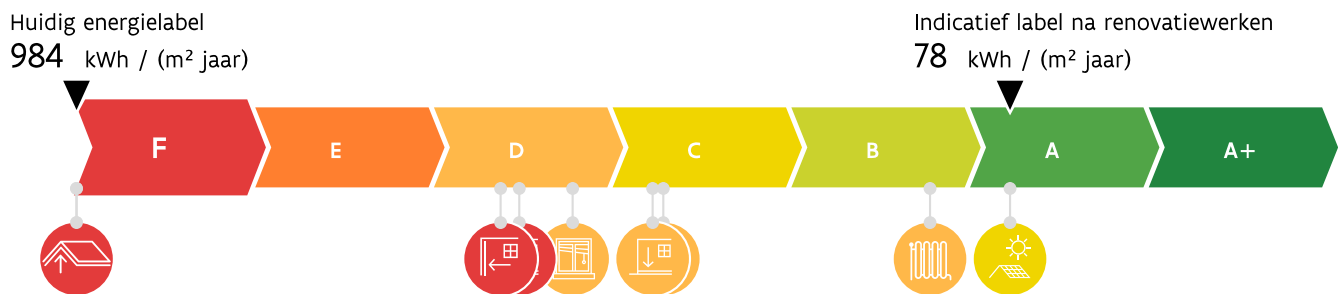 Huidig energielabel
984 kWh / (m² jaar)
Indicatief label na renovatiewerken
78 kWh / (m² jaar)
F E D C B A A+